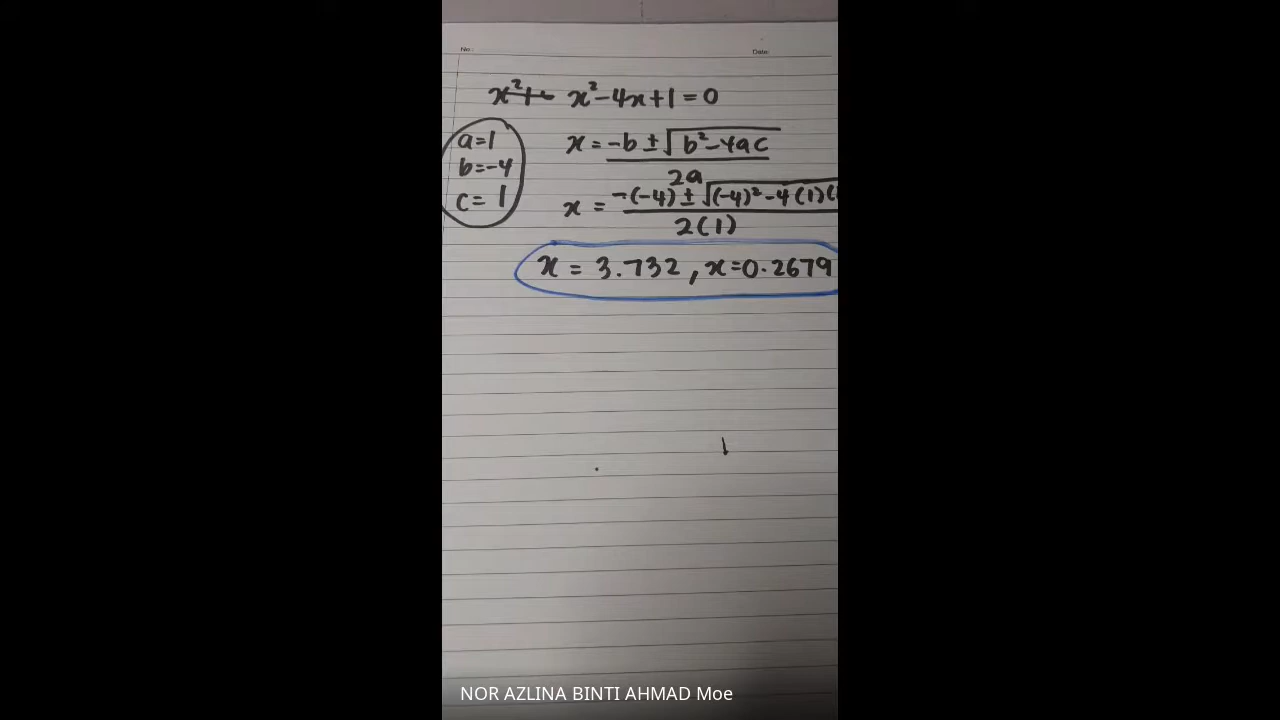 No:
Date:
x²+ x²-4x+1=0
a=1
b=-4
c=1
x = -b ± √b²-4ac
2a
x = -(-4) ± √(-4)²-4(1)(1
2(1)
x = 3.732, x=0.2679
NOR AZLINA BINTI AHMAD Moe